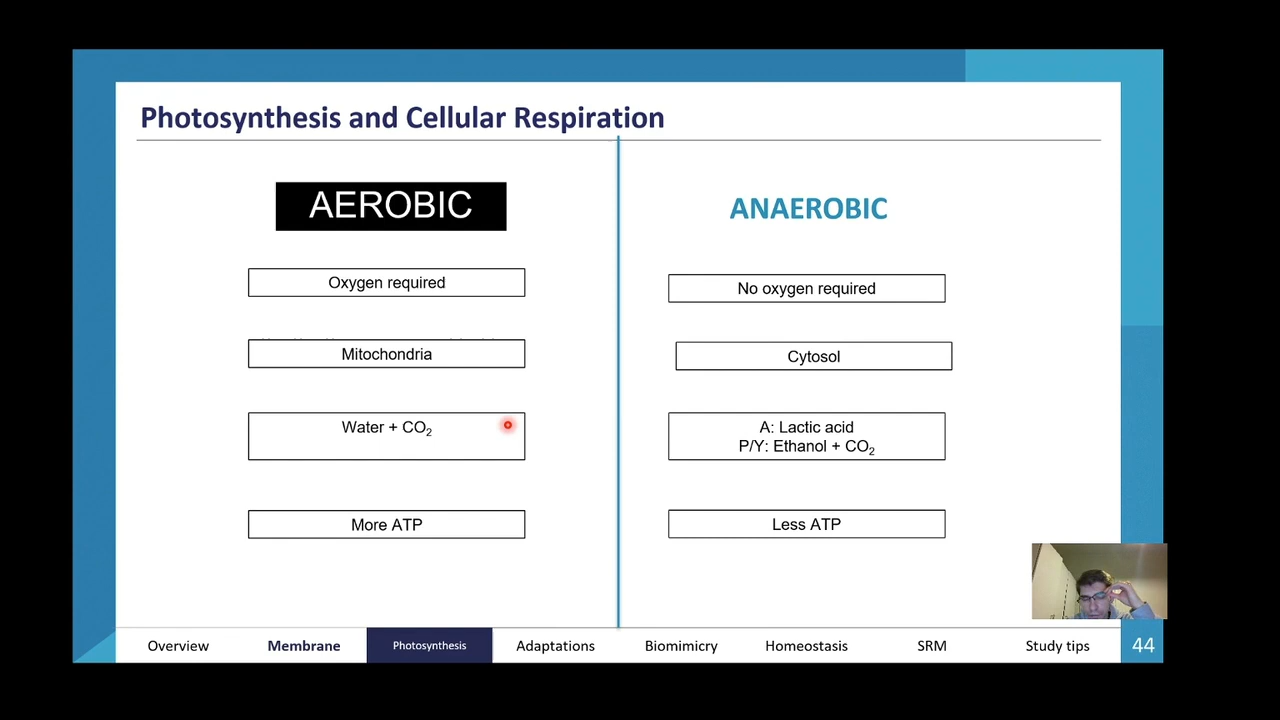 Photosynthesis and Cellular Respiration
AEROBIC
ANAEROBIC
Oxygen required
No oxygen required
Mitochondria
Cytosol
Water + CO₂
A: Lactic acid
P/Y: Ethanol + CO₂
More ATP
Less ATP
Overview Membrane Photosynthesis Adaptations Biomimicry Homeostasis SRM Study tips 44